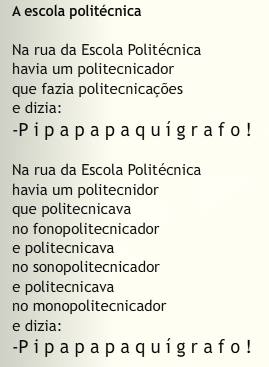 A escola politécnica
Na rua da Escola Politécnica
havia um politecnicador
que fazia politecnicações
e dizia:
-P i p a p a p a q u í g r a f o !
Na rua da Escola Politécnica
havia um politecnidor
que politecnicava
no fonopolitecnicador
e politecnicava
no sonopolitecnicador
e politecnicava
no monopolitecnicador
e dizia:
-P i p a p a p a q u í g r a f o !